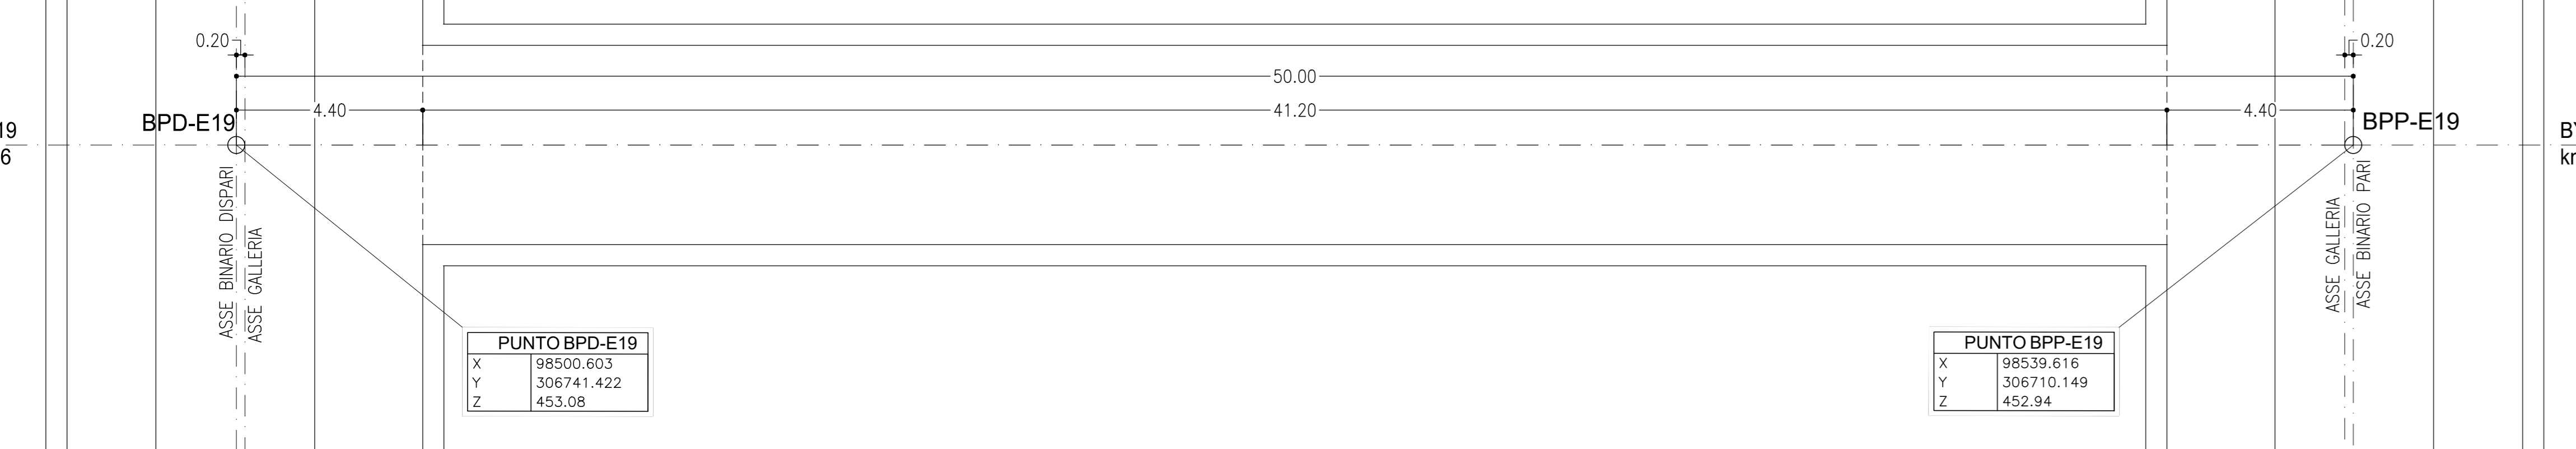 0.20
0.20
50.00
4.40
41.20
4.40
BPD-E19
BPP-E19
19
6
ASSE BINARIO DISPARI
ASSE GALLERIA
ASSE GALLERIA
ASSE BINARIO PARI
PUNTO BPD-E19
X 98500.603
Y 306741.422
Z 453.08
PUNTO BPP-E19
X 98539.616
Y 306710.149
Z 452.94